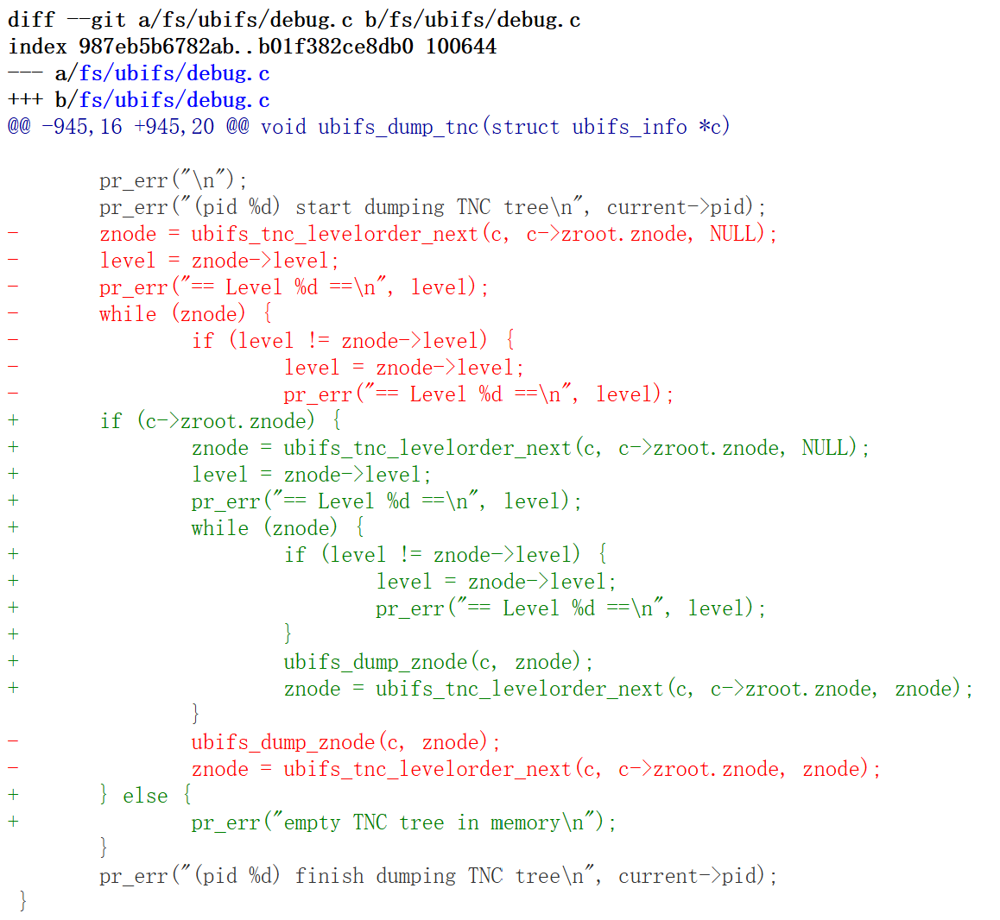 diff --git a/fs/ubifs/debug.c b/fs/ubifs/debug.c
index 987eb5b6782ab..b01f382ce8db0 100644
--- a/fs/ubifs/debug.c
+++ b/fs/ubifs/debug.c
@@ -945,16 +945,20 @@ void ubifs_dump_tnc(struct ubifs_info *c)

        pr_err("\n");
        pr_err("(pid %d) start dumping TNC tree\n", current->pid);
-       znode = ubifs_tnc_levelorder_next(c, c->zroot.znode, NULL);
-       level = znode->level;
-       pr_err("== Level %d ==\n", level);
-       while (znode) {
-               if (level != znode->level) {
-                       level = znode->level;
-                       pr_err("== Level %d ==\n", level);
+       if (c->zroot.znode) {
+               znode = ubifs_tnc_levelorder_next(c, c->zroot.znode, NULL);
+               level = znode->level;
+               pr_err("== Level %d ==\n", level);
+               while (znode) {
+                       if (level != znode->level) {
+                               level = znode->level;
+                               pr_err("== Level %d ==\n", level);
+                       }
+                       ubifs_dump_znode(c, znode);
+                       znode = ubifs_tnc_levelorder_next(c, c->zroot.znode, znode);
                }
-               ubifs_dump_znode(c, znode);
-               znode = ubifs_tnc_levelorder_next(c, c->zroot.znode, znode);
+       } else {
+               pr_err("empty TNC tree in memory\n");
        }
        pr_err("(pid %d) finish dumping TNC tree\n", current->pid);
 }